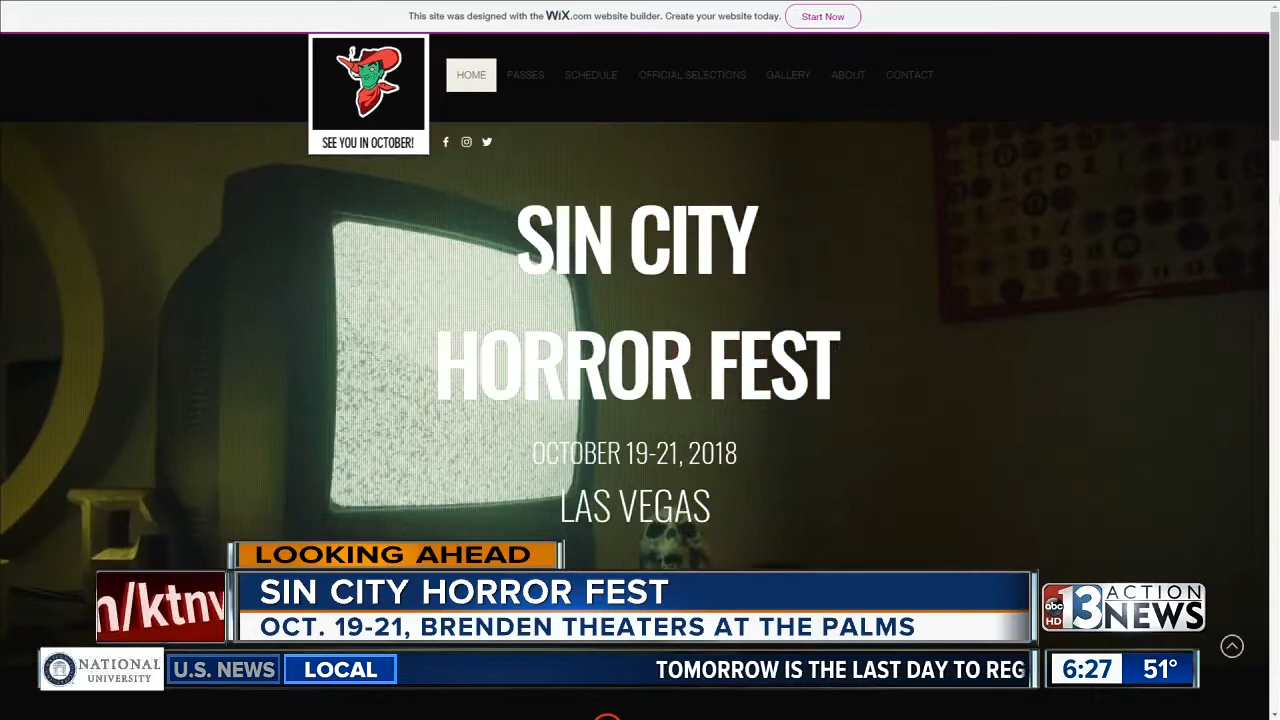 This site was designed with the WiX.com website builder. Create your website today.
Start Now
HOME PASSES SCHEDULE OFFICIAL SELECTIONS GALLERY ABOUT CONTACT
SEE YOU IN OCTOBER!
SIN CITY
HORROR FEST
OCTOBER 19-21, 2018
LAS VEGAS
LOOKING AHEAD
SIN CITY HORROR FEST
OCT. 19-21, BRENDEN THEATERS AT THE PALMS
/ktnv
abc HD 13 ACTION NEWS
NATIONAL UNIVERSITY
U.S. NEWS
LOCAL
TOMORROW IS THE LAST DAY TO REG
6:27 51°